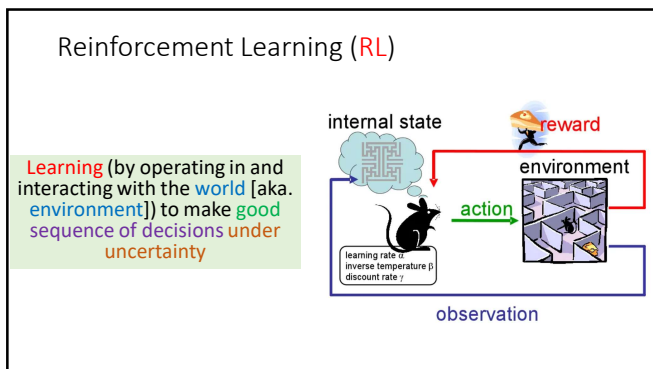 Reinforcement Learning (RL)
Learning (by operating in and
interacting with the world [aka.
environment]) to make good
sequence of decisions under
uncertainty
internal state
reward
environment
action
learning rate α
inverse temperature β
discount rate γ
observation